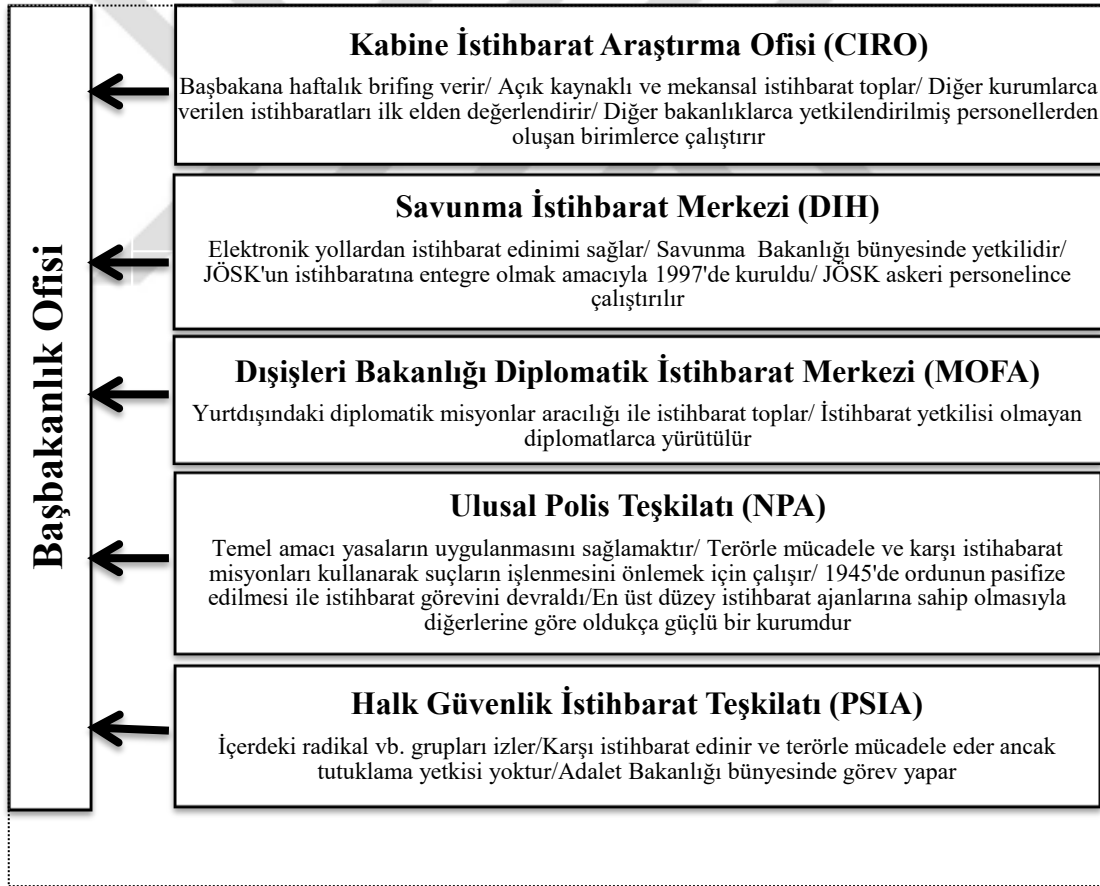 Başbakanlık Ofisi
Kabine İstihbarat Araştırma Ofisi (CIRO)
Başbakana haftalık brifing verir/ Açık kaynaklı ve mekansal istihbarat toplar/ Diğer kurumlarca
verilen istihbaratları ilk elden değerlendirir/ Diğer bakanlıklarca yetkilendirilmiş personellerden
oluşan birimlerce çalıştırır
Savunma İstihbarat Merkezi (DIH)
Elektronik yollardan istihbarat edinimi sağlar/ Savunma Bakanlığı bünyesinde yetkilidir/
JÖSK'un istihbaratına entegre olmak amacıyla 1997'de kuruldu/ JÖSK askeri personelince
çalıştırılır
Dışişleri Bakanlığı Diplomatik İstihbarat Merkezi (MOFA)
Yurtdışındaki diplomatik misyonlar aracılığı ile istihbarat toplar/ İstihbarat yetkilisi olmayan
diplomatlarca yürütülür
Ulusal Polis Teşkilatı (NPA)
Temel amacı yasaların uygulanmasını sağlamaktır/ Terörle mücadele ve karşı istihabarat
misyonları kullanarak suçların işlenmesini önlemek için çalışır/ 1945'de ordunun pasifize
edilmesi ile istihbarat görevini devraldı/En üst düzey istihbarat ajanlarına sahip olmasıyla
diğerlerine göre oldukça güçlü bir kurumdur
Halk Güvenlik İstihbarat Teşkilatı (PSIA)
İçerdeki radikal vb. grupları izler/Karşı istihbarat edinir ve terörle mücadele eder ancak
tutuklama yetkisi yoktur/Adalet Bakanlığı bünyesinde görev yapar